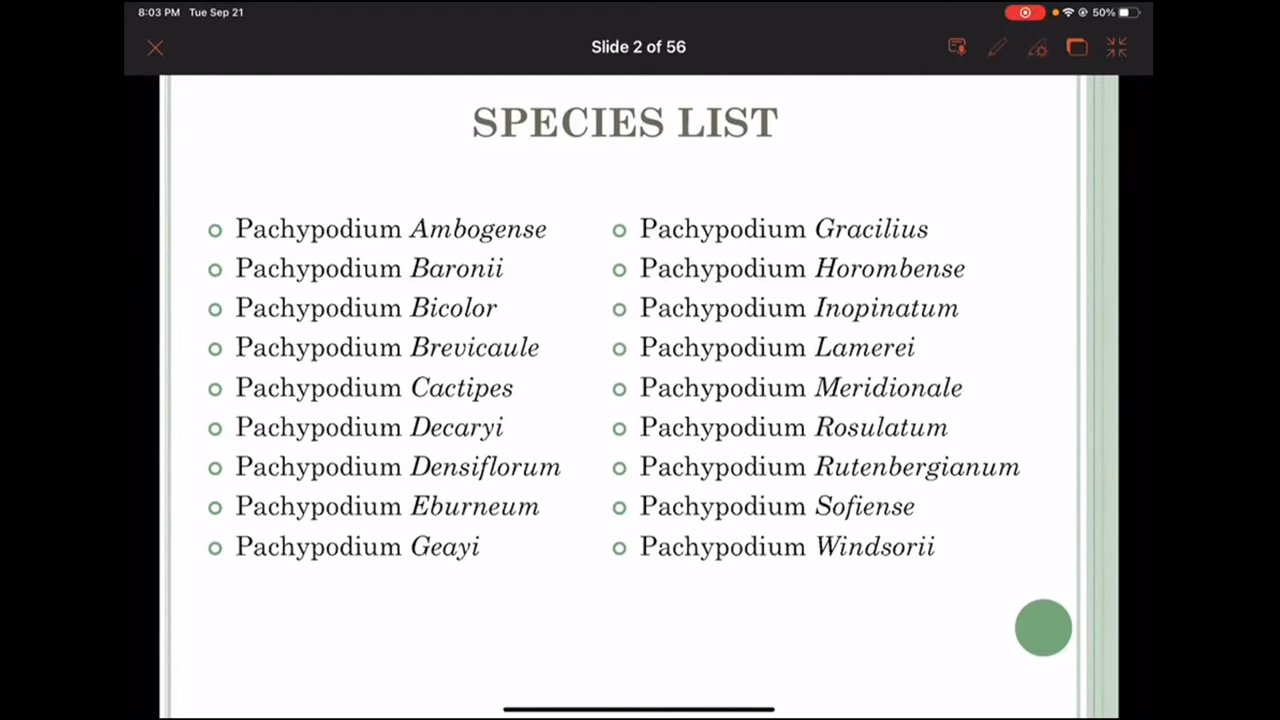 8:03 PM Tue Sep 21
50%
Slide 2 of 56
SPECIES LIST
Pachypodium Ambogense
Pachypodium Baronii
Pachypodium Bicolor
Pachypodium Brevicaule
Pachypodium Cactipes
Pachypodium Decaryi
Pachypodium Densiflorum
Pachypodium Eburneum
Pachypodium Geayi
Pachypodium Gracilius
Pachypodium Horombense
Pachypodium Inopinatum
Pachypodium Lamerei
Pachypodium Meridionale
Pachypodium Rosulatum
Pachypodium Rutenbergianum
Pachypodium Sofiense
Pachypodium Windsorii